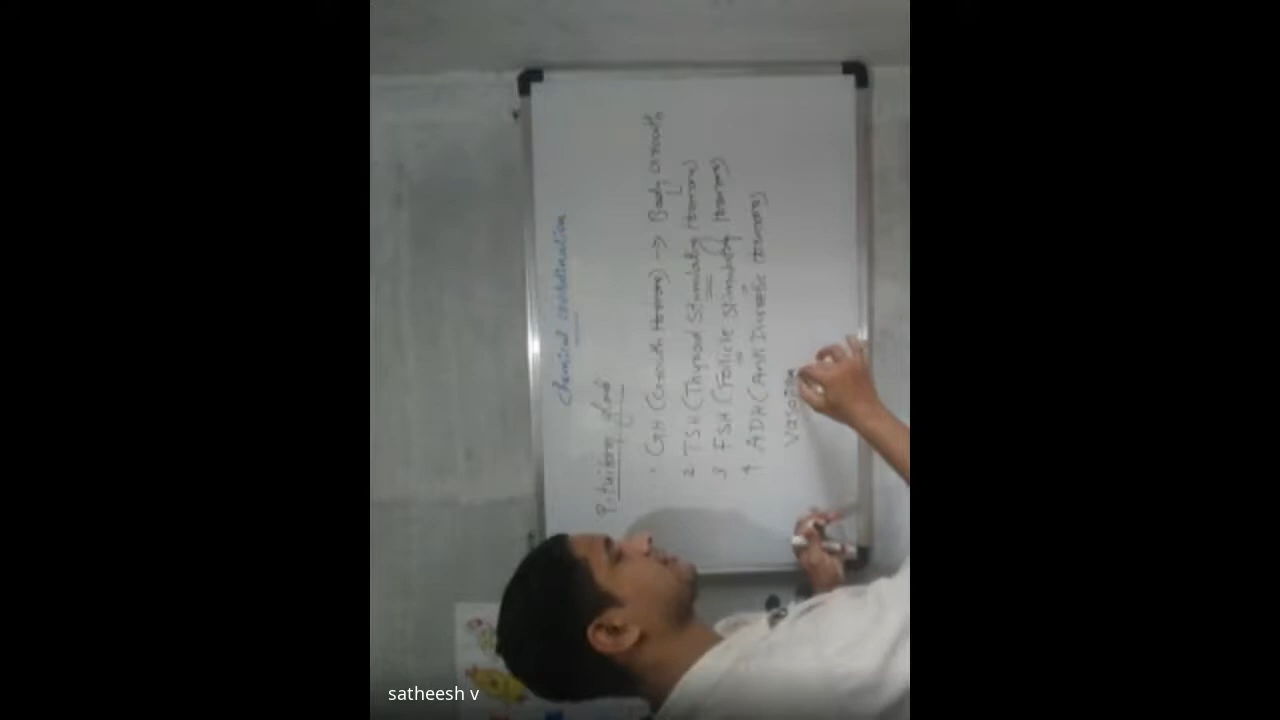 Chemical coordination
Pituitary gland
1 GH (Growth Hormone) → Body Growth
2 TSH (Thyroid Stimulating Hormone)
3 FSH (Follicle Stimulating Hormone)
4 ADH (Anti Diuretic Hormone)
satheesh v